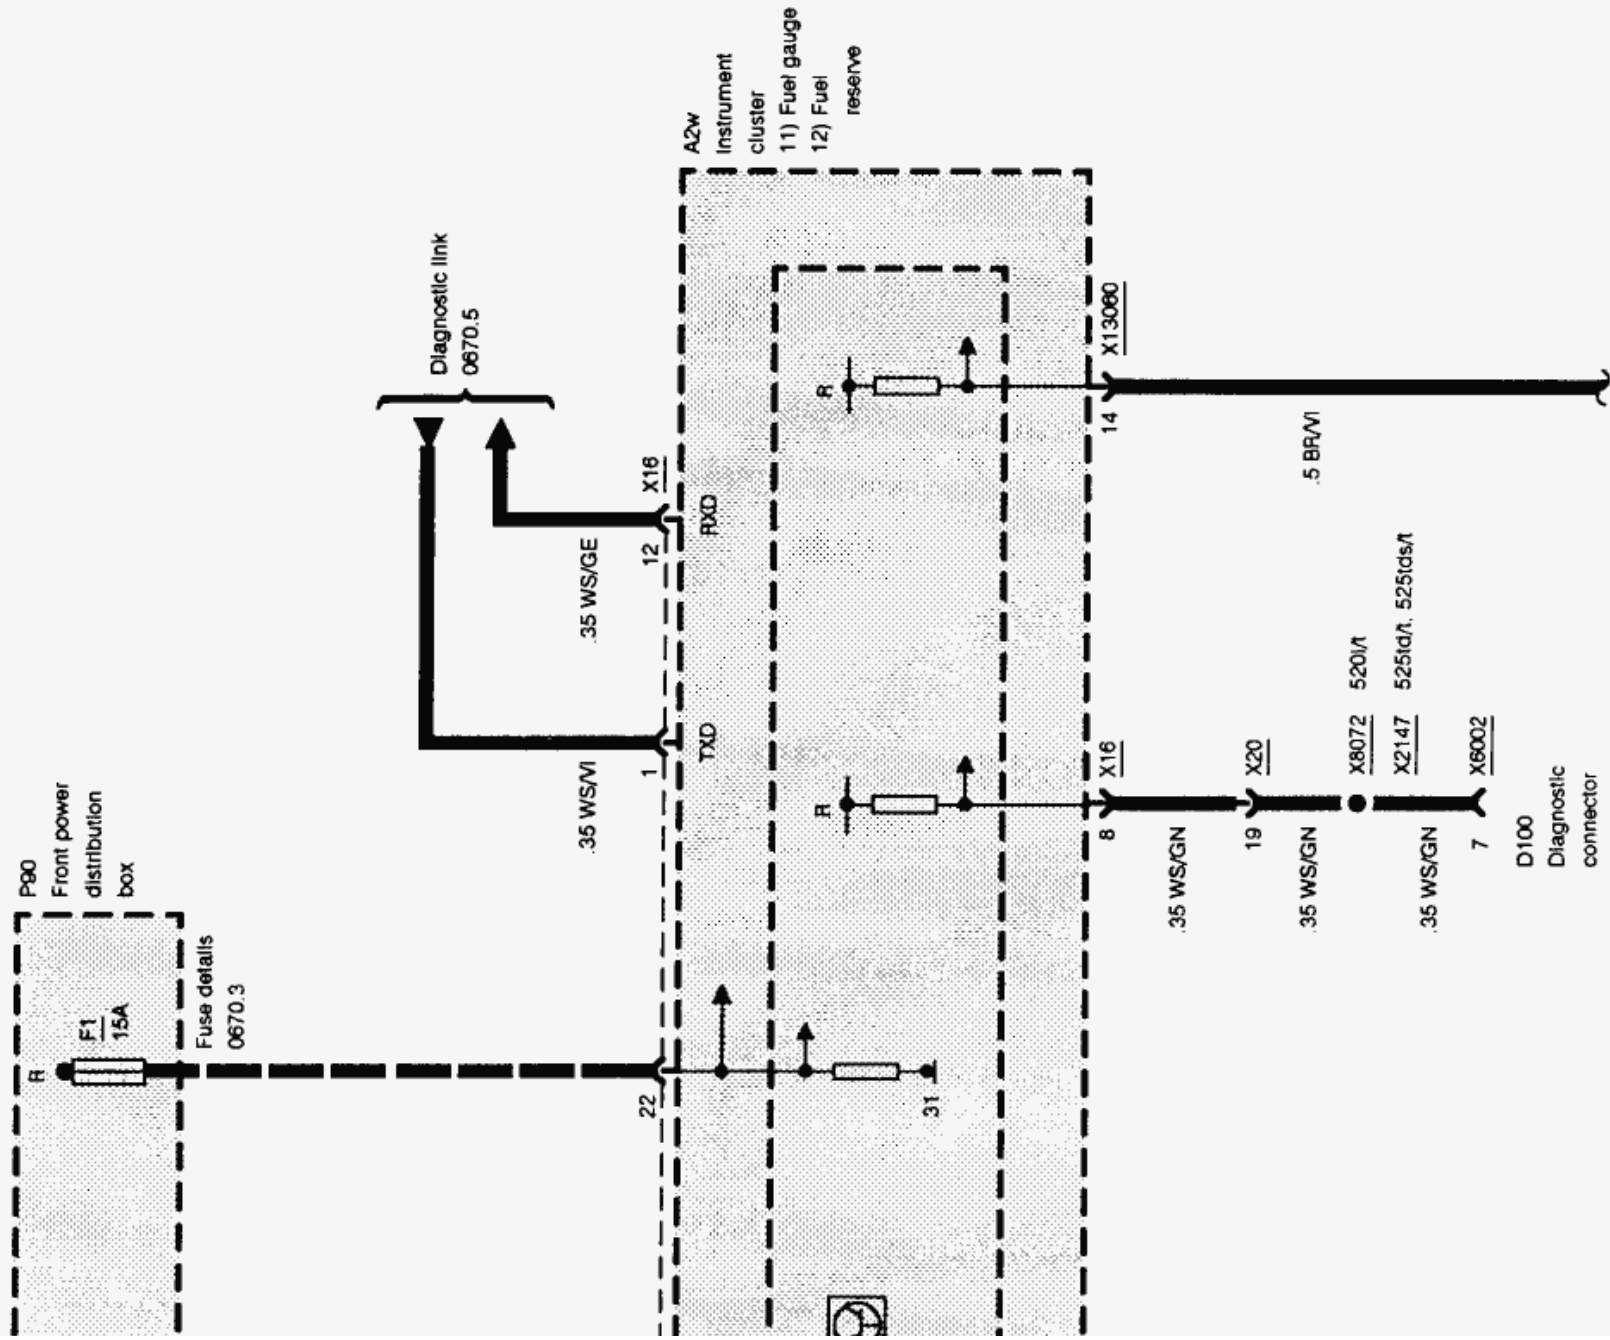 P90
Front power
distribution
box
R
F1
15A
Fuse details
0670.3
Diagnostic link
0670.5
.35 WS/VI
.35 WS/GE
1
12
X16
22
TXD
RXD
A2w
Instrument
cluster
11) Fuel gauge
12) Fuel
reserve
31
R
R
8
X16
14
X13060
.35 WS/GN
19
X20
.35 WS/GN
X8072 520i/t
X2147 525td/t, 525tds/t
.35 WS/GN
7
X6002
D100
Diagnostic
connector
.5 BR/VI